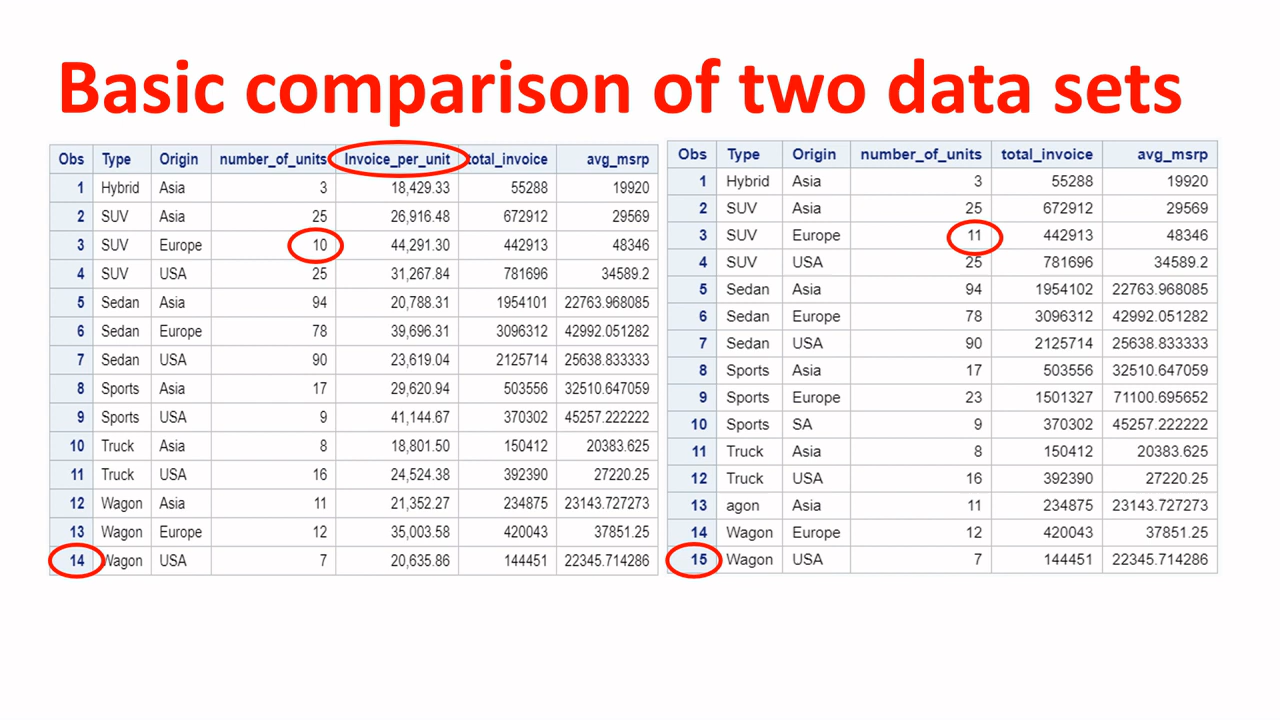 Basic comparison of two data sets
Obs Type Origin number_of_units Invoice_per_unit total_invoice avg_msrp
1 Hybrid Asia 3 18,429.33 55288 19920
2 SUV Asia 25 26,916.48 672912 29569
3 SUV Europe 10 44,291.30 442913 48346
4 SUV USA 25 31,267.84 781696 34589.2
5 Sedan Asia 94 20,788.31 1954101 22763.968085
6 Sedan Europe 78 39,696.31 3096312 42992.051282
7 Sedan USA 90 23,619.04 2125714 25638.833333
8 Sports Asia 17 29,620.94 503556 32510.647059
9 Sports USA 9 41,144.67 370302 45257.222222
10 Truck Asia 8 18,801.50 150412 20383.625
11 Truck USA 16 24,524.38 392390 27220.25
12 Wagon Asia 11 21,352.27 234875 23143.727273
13 Wagon Europe 12 35,003.58 420043 37851.25
14 Wagon USA 7 20,635.86 144451 22345.714286
Obs Type Origin number_of_units total_invoice avg_msrp
1 Hybrid Asia 3 55288 19920
2 SUV Asia 25 672912 29569
3 SUV Europe 11 442913 48346
4 SUV USA 25 781696 34589.2
5 Sedan Asia 94 1954102 22763.968085
6 Sedan Europe 78 3096312 42992.051282
7 Sedan USA 90 2125714 25638.833333
8 Sports Asia 17 503556 32510.647059
9 Sports Europe 23 1501327 71100.695652
10 Sports SA 9 370302 45257.222222
11 Truck Asia 8 150412 20383.625
12 Truck USA 16 392390 27220.25
13 agon Asia 11 234875 23143.727273
14 Wagon Europe 12 420043 37851.25
15 Wagon USA 7 144451 22345.714286